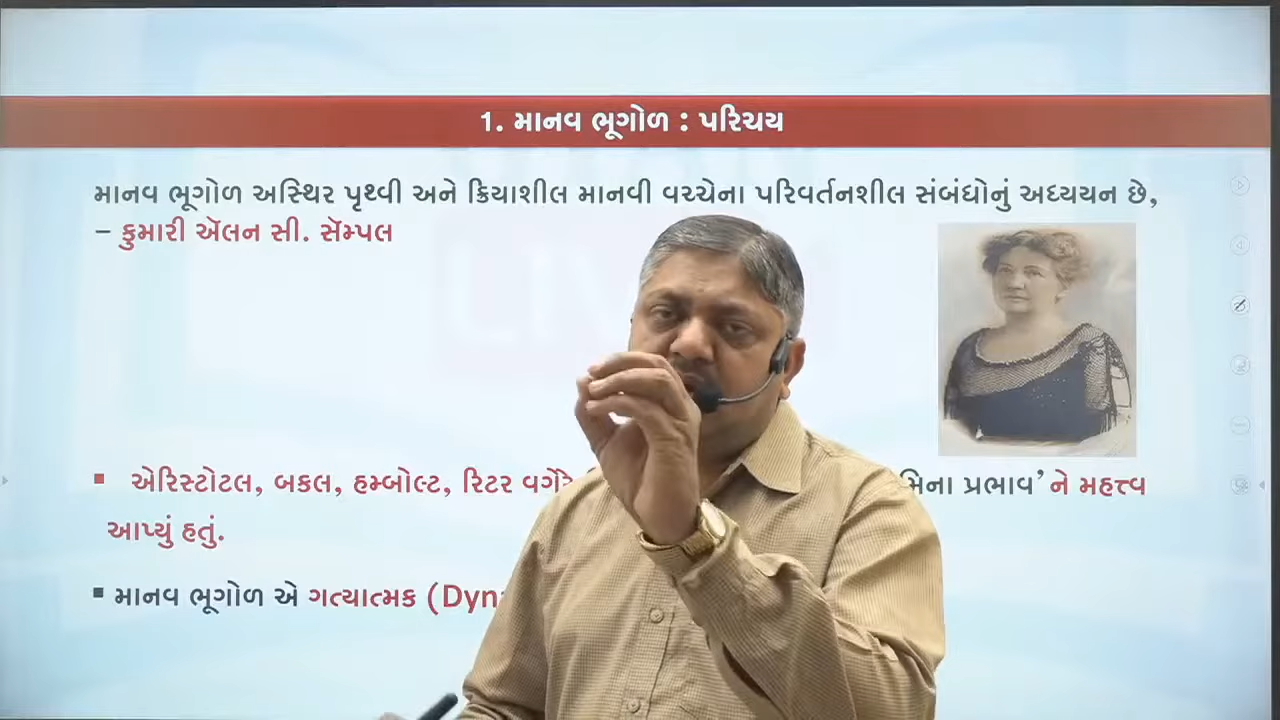 1. માનવ ભૂગોળ : પરિચય
માનવ ભૂગોળ અસ્થિર પૃથ્વી અને ક્રિયાશીલ માનવી વચ્ચેના પરિવર્તનશીલ સંબંધોનું અધ્યયન છે,
– કુમારી ઍલન સી. સૅમ્પલ
▪ એરિસ્ટોટલ, બકલ, હમ્બોલ્ટ, રિટર વગેરે પ્રભાવ’ ને મહત્ત્વ
આપ્યું હતું.
▪ માનવ ભૂગોળ એ ગત્યાત્મક